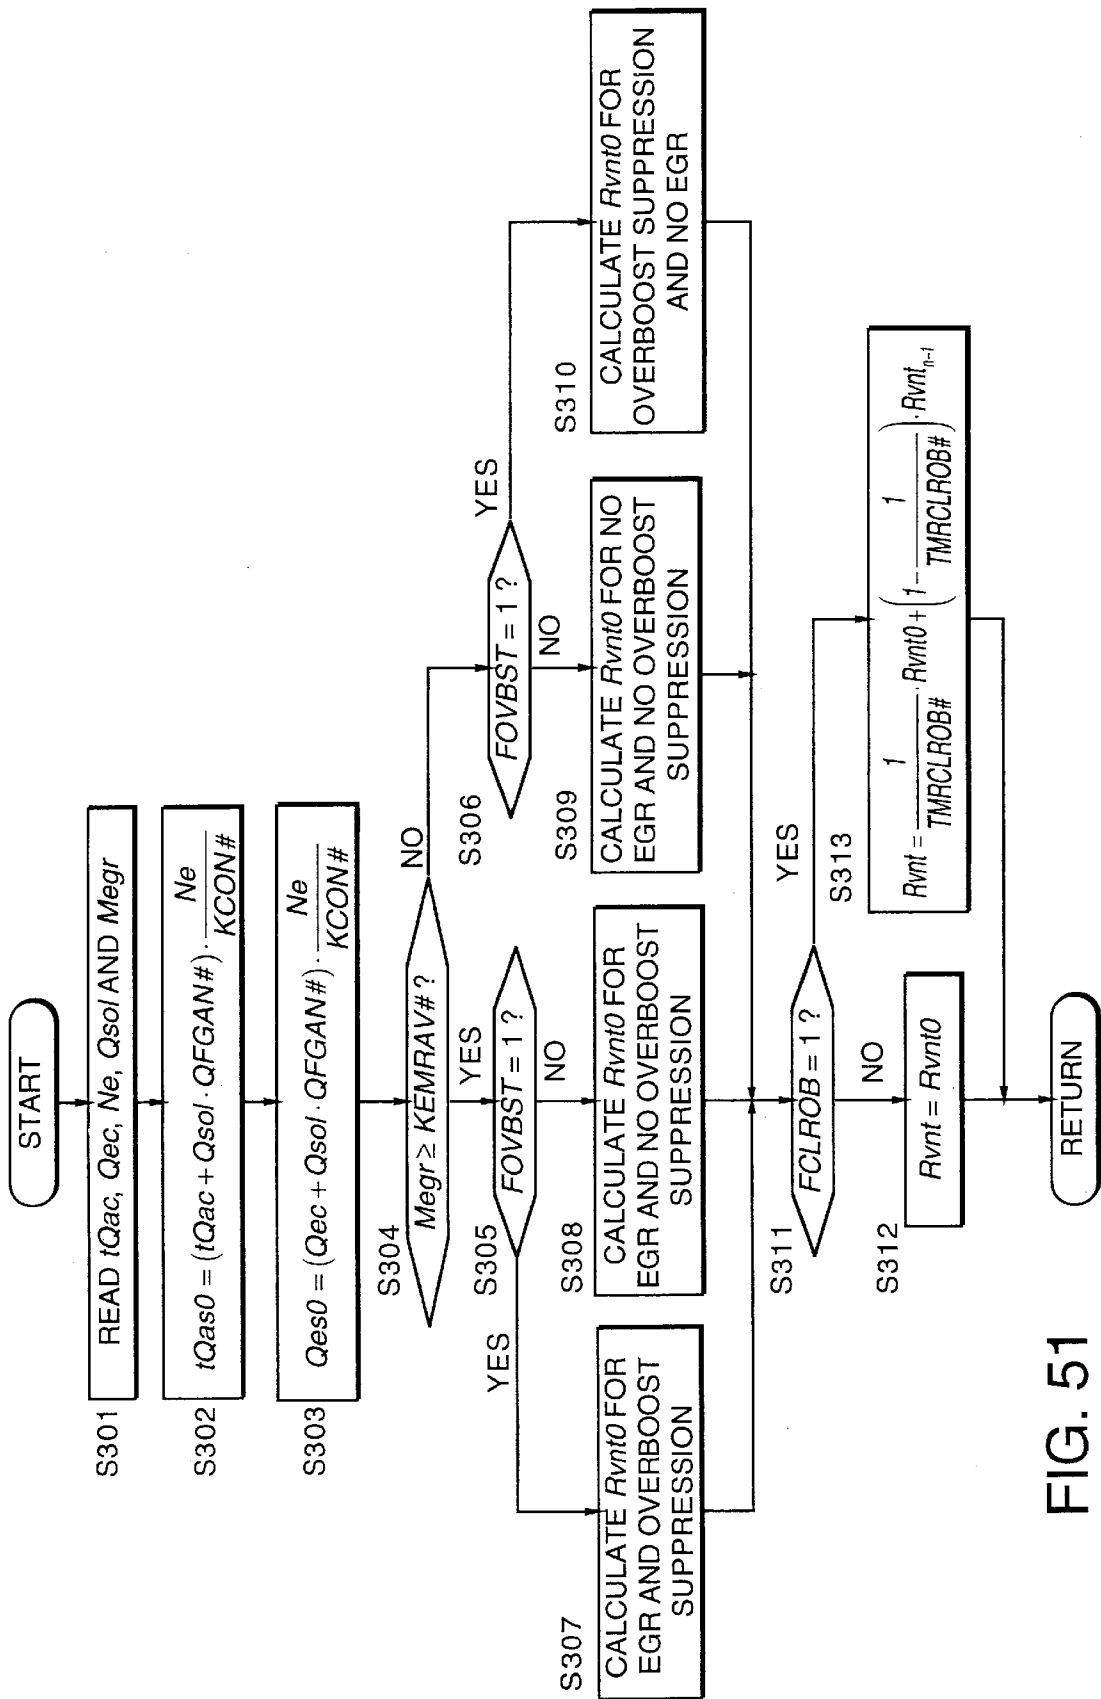 START
S301
READ tQac, Qec, Ne, Qsol AND Megr
S302
tQas0 = (tQac + Qsol · QFGAN#) · Ne / KCON#
S303
Qes0 = (Qec + Qsol · QFGAN#) · Ne / KCON#
S304
Megr ≥ KEMRAV# ?
NO
YES
S305
FOVBST = 1 ?
YES
NO
S306
FOVBST = 1 ?
YES
NO
S307
CALCULATE Rvnt0 FOR
EGR AND OVERBOOST
SUPPRESSION
S308
CALCULATE Rvnt0 FOR
EGR AND NO OVERBOOST
SUPPRESSION
S309
CALCULATE Rvnt0 FOR NO
EGR AND NO OVERBOOST
SUPPRESSION
S310
CALCULATE Rvnt0 FOR
OVERBOOST SUPPRESSION
AND NO EGR
S311
FCLROB = 1 ?
YES
NO
S312
Rvnt = Rvnt0
S313
Rvnt = 1 / TMRCLROB# · Rvnt0 + (1 - 1 / TMRCLROB#) · Rvntn-1
RETURN
FIG. 51